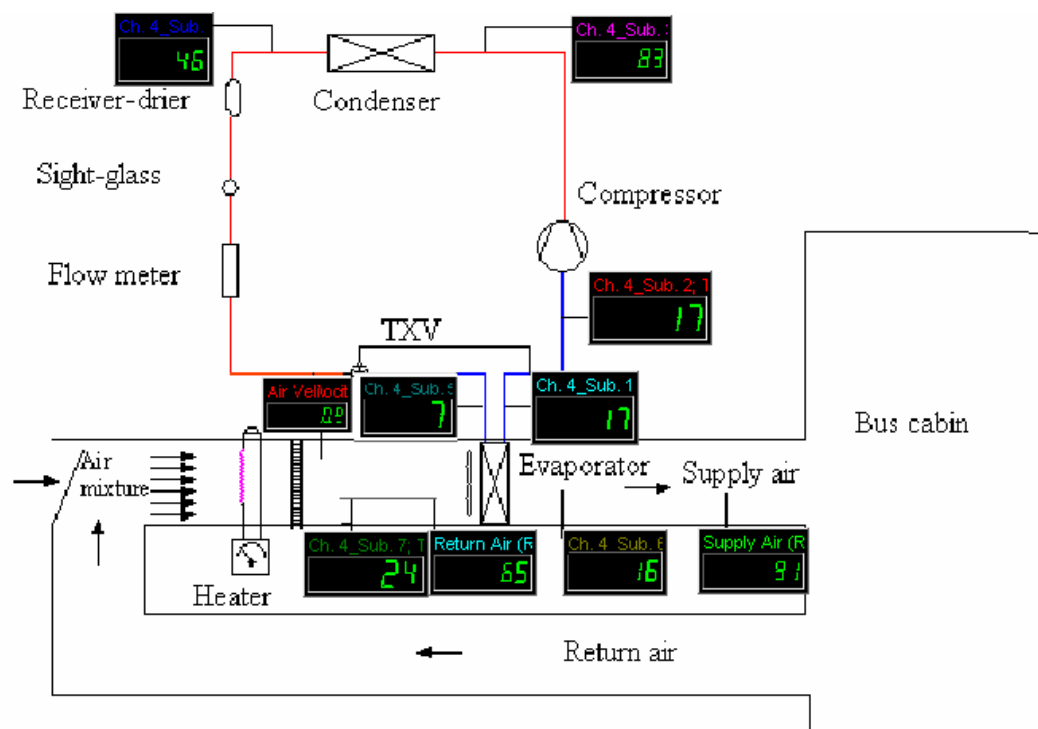 Ch. 4_Sub.
46
Ch. 4_Sub. 3
83
Receiver-drier
Condenser
Sight-glass
Compressor
Flow meter
Ch. 4_Sub. 2; T
17
TXV
Air Velocit
Ch. 4_Sub. 5
7
Ch. 4_Sub. 1
17
Bus cabin
Air
mixture
Evaporator
Supply air
Ch. 4_Sub. 7; T
24
Return Air (R
65
Ch. 4_Sub. 6
16
Supply Air (R
91
Heater
Return air